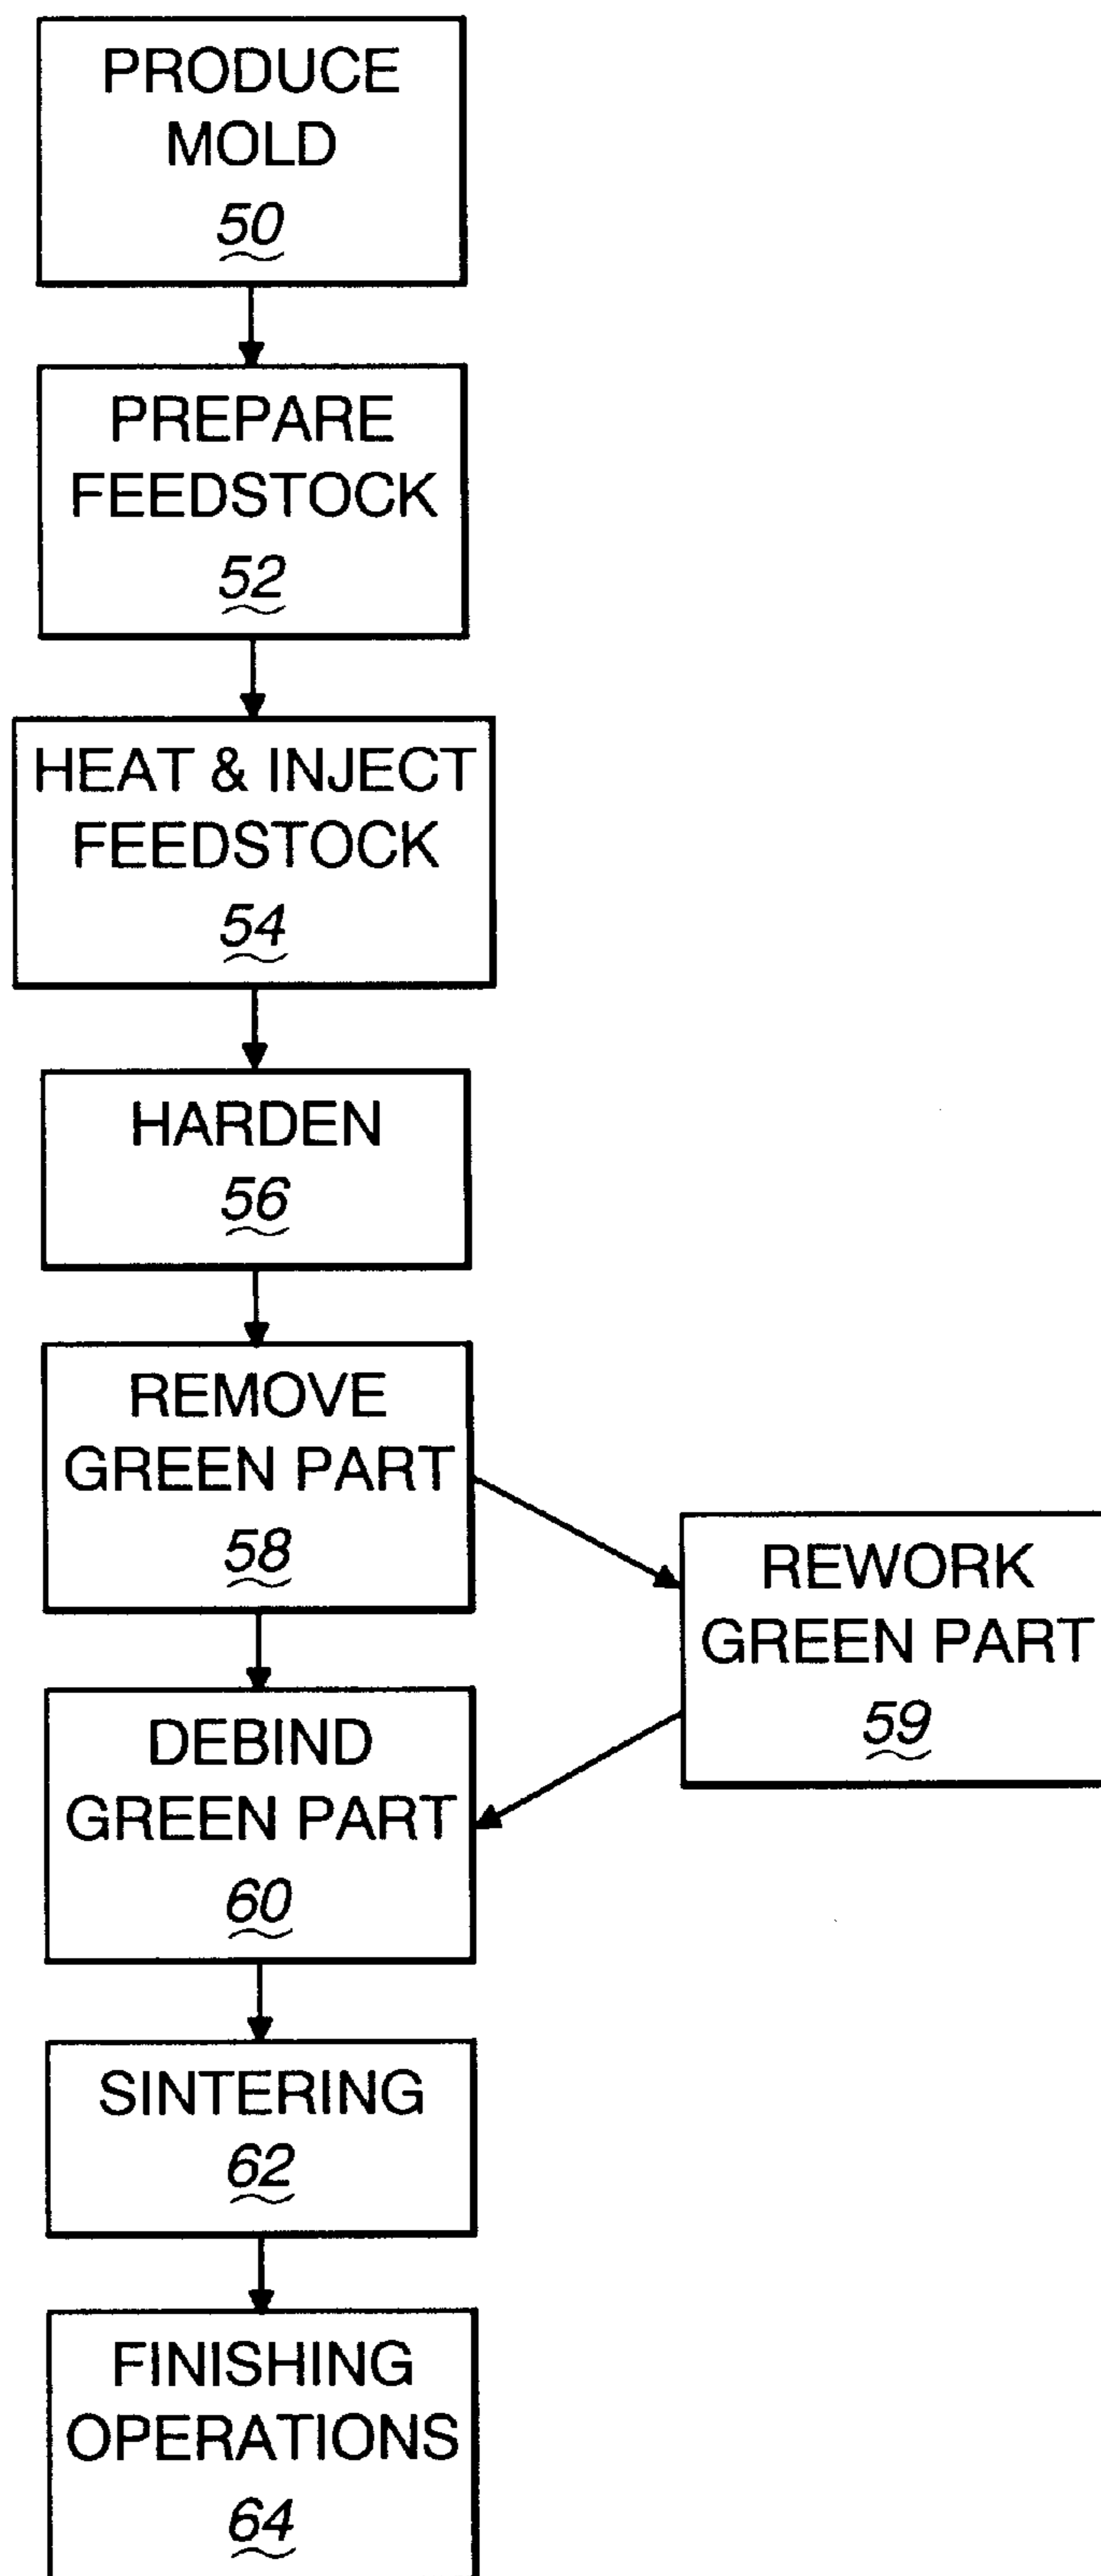 PRODUCE
MOLD
50
PREPARE
FEEDSTOCK
52
HEAT & INJECT
FEEDSTOCK
54
HARDEN
56
REMOVE
GREEN PART
58
REWORK
GREEN PART
59
DEBIND
GREEN PART
60
SINTERING
62
FINISHING
OPERATIONS
64